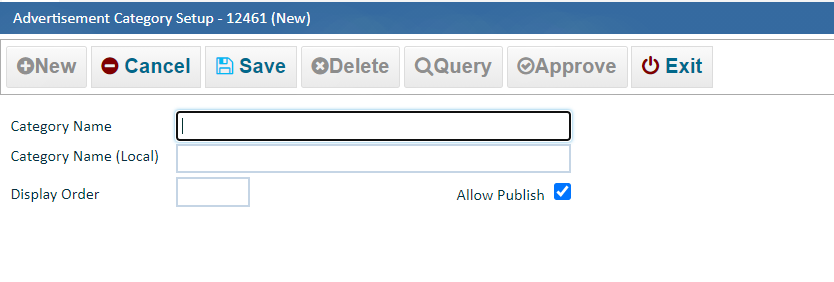 Advertisement Category Setup - 12461 (New)
New Cancel Save Delete Query Approve Exit
Category Name
Category Name (Local)
Display Order Allow Publish